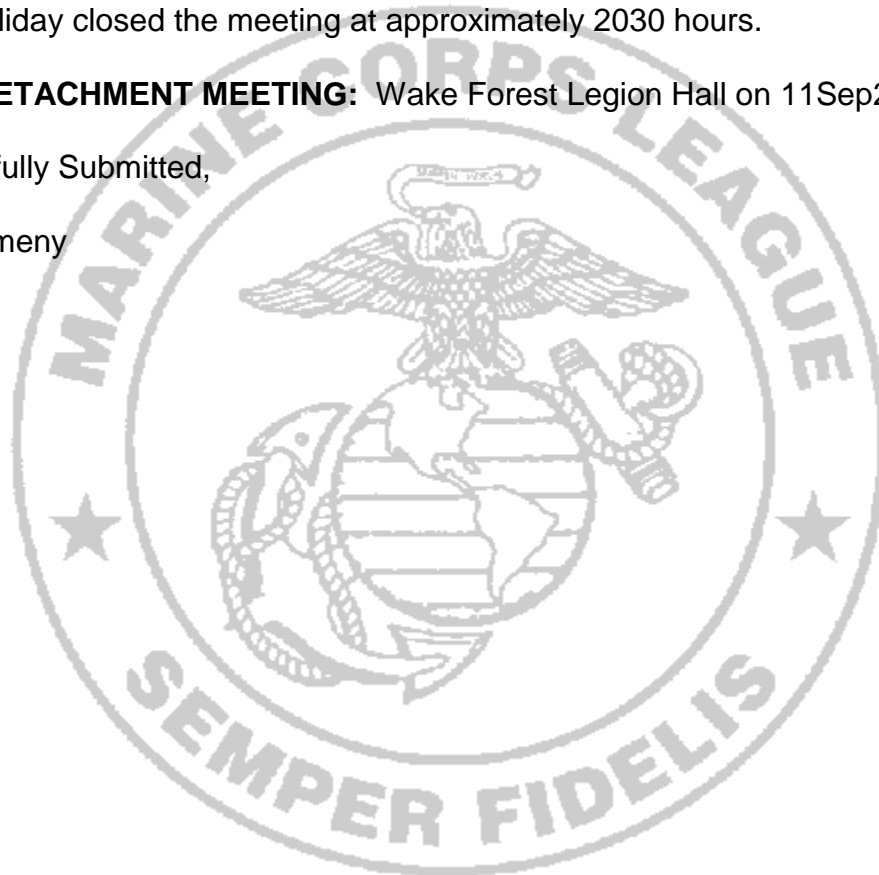 liday closed the meeting at approximately 2030 hours.
ETACHMENT MEETING: Wake Forest Legion Hall on 11Sep2
fully Submitted,
meny
MARINE CORPS LEAGUE
SEMPER FIDELIS